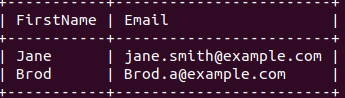 +-----------+------------------------+
| FirstName | Email                  |
+-----------+------------------------+
| Jane      | jane.smith@example.com |
| Brod      | Brod.a@example.com     |
+-----------+------------------------+